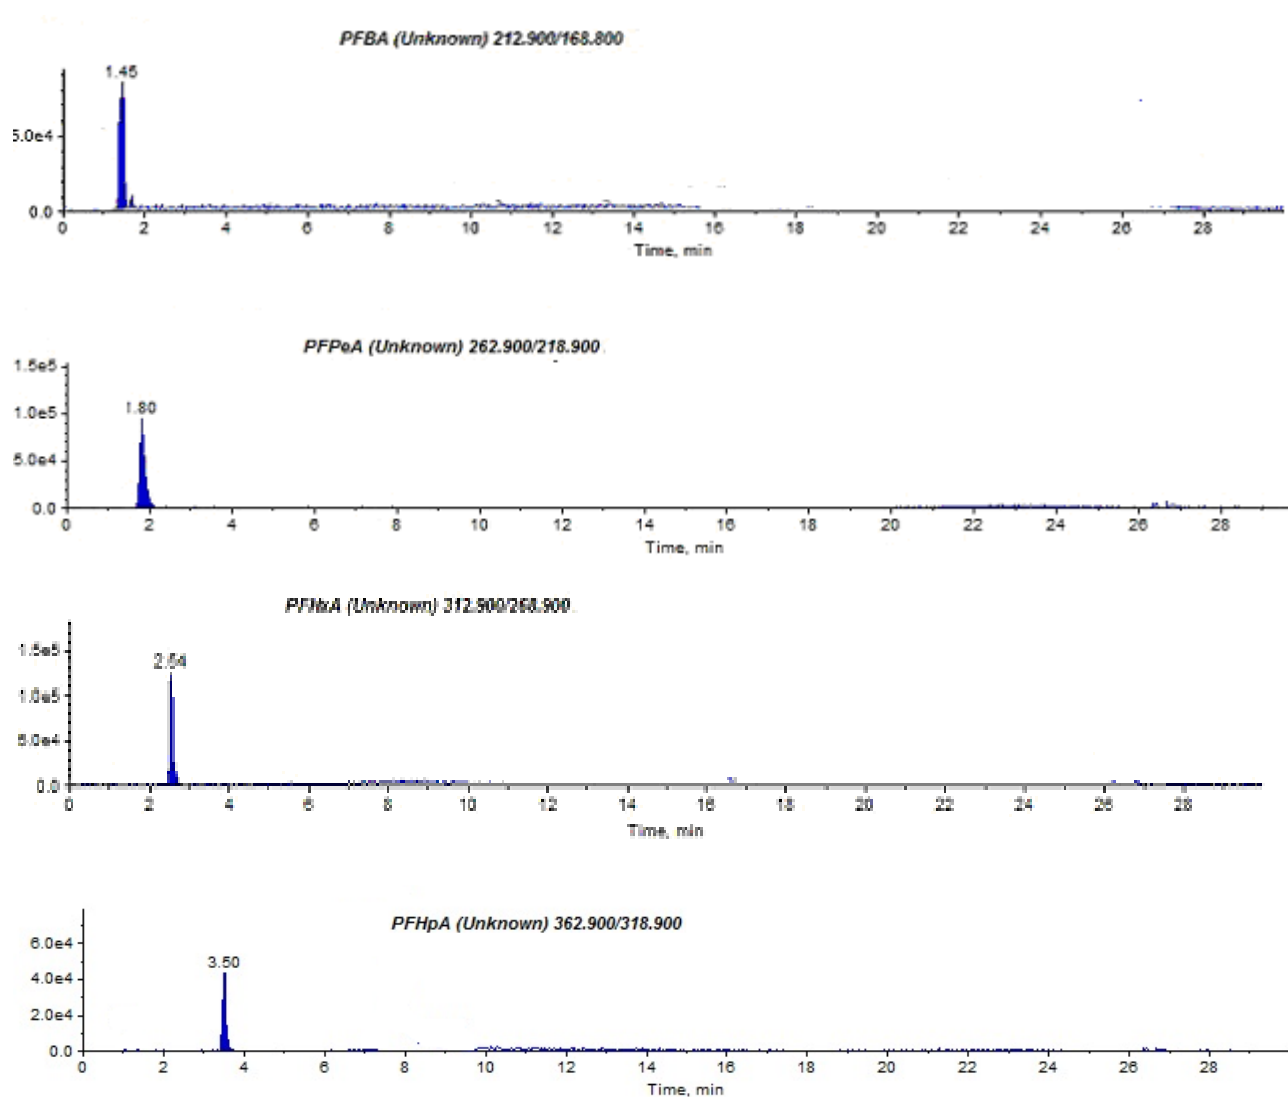 PFBA (Unknown) 212.900/168.800
1.45
5.0e4
0.0
0 2 4 6 8 10 12 14 16 18 20 22 24 26 28
Time, min
PFPeA (Unknown) 262.900/218.900
1.5e5
1.80
1.0e5
5.0e4
0.0
0 2 4 6 8 10 12 14 16 18 20 22 24 26 28
Time, min
PFHxA (Unknown) 312.900/268.900
1.5e5
2.54
1.0e5
5.0e4
0.0
0 2 4 6 8 10 12 14 16 18 20 22 24 26 28
Time, min
PFHpA (Unknown) 362.900/318.900
6.0e4
3.50
4.0e4
2.0e4
0.0
0 2 4 6 8 10 12 14 16 18 20 22 24 26 28
Time, min